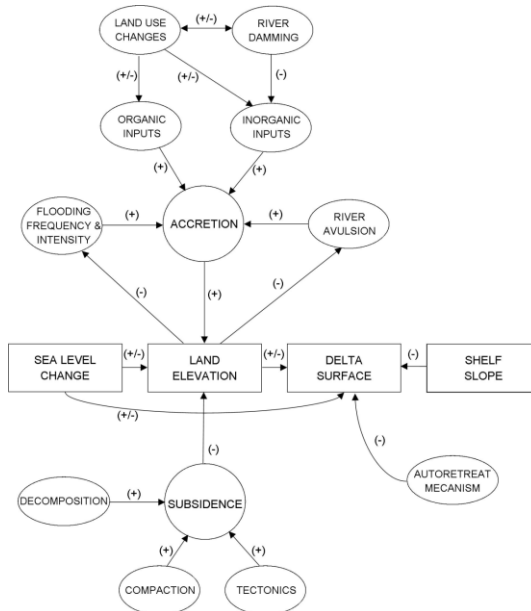 LAND USE
CHANGES
(+/-)
RIVER
DAMMING
(+/-)
(+/-)
(-)
ORGANIC
INPUTS
INORGANIC
INPUTS
(+)
(+)
FLOODING
FREQUENCY &
INTENSITY
(+)
ACCRETION
(+)
RIVER
AVULSION
(-)
(+)
(-)
SEA LEVEL
CHANGE
(+/-)
LAND
ELEVATION
(+/-)
DELTA
SURFACE
(-)
SHELF
SLOPE
(+/-)
(-)
(-)
DECOMPOSITION
(+)
SUBSIDENCE
AUTORETREAT
MECANISM
(+)
(+)
COMPACTION
TECTONICS